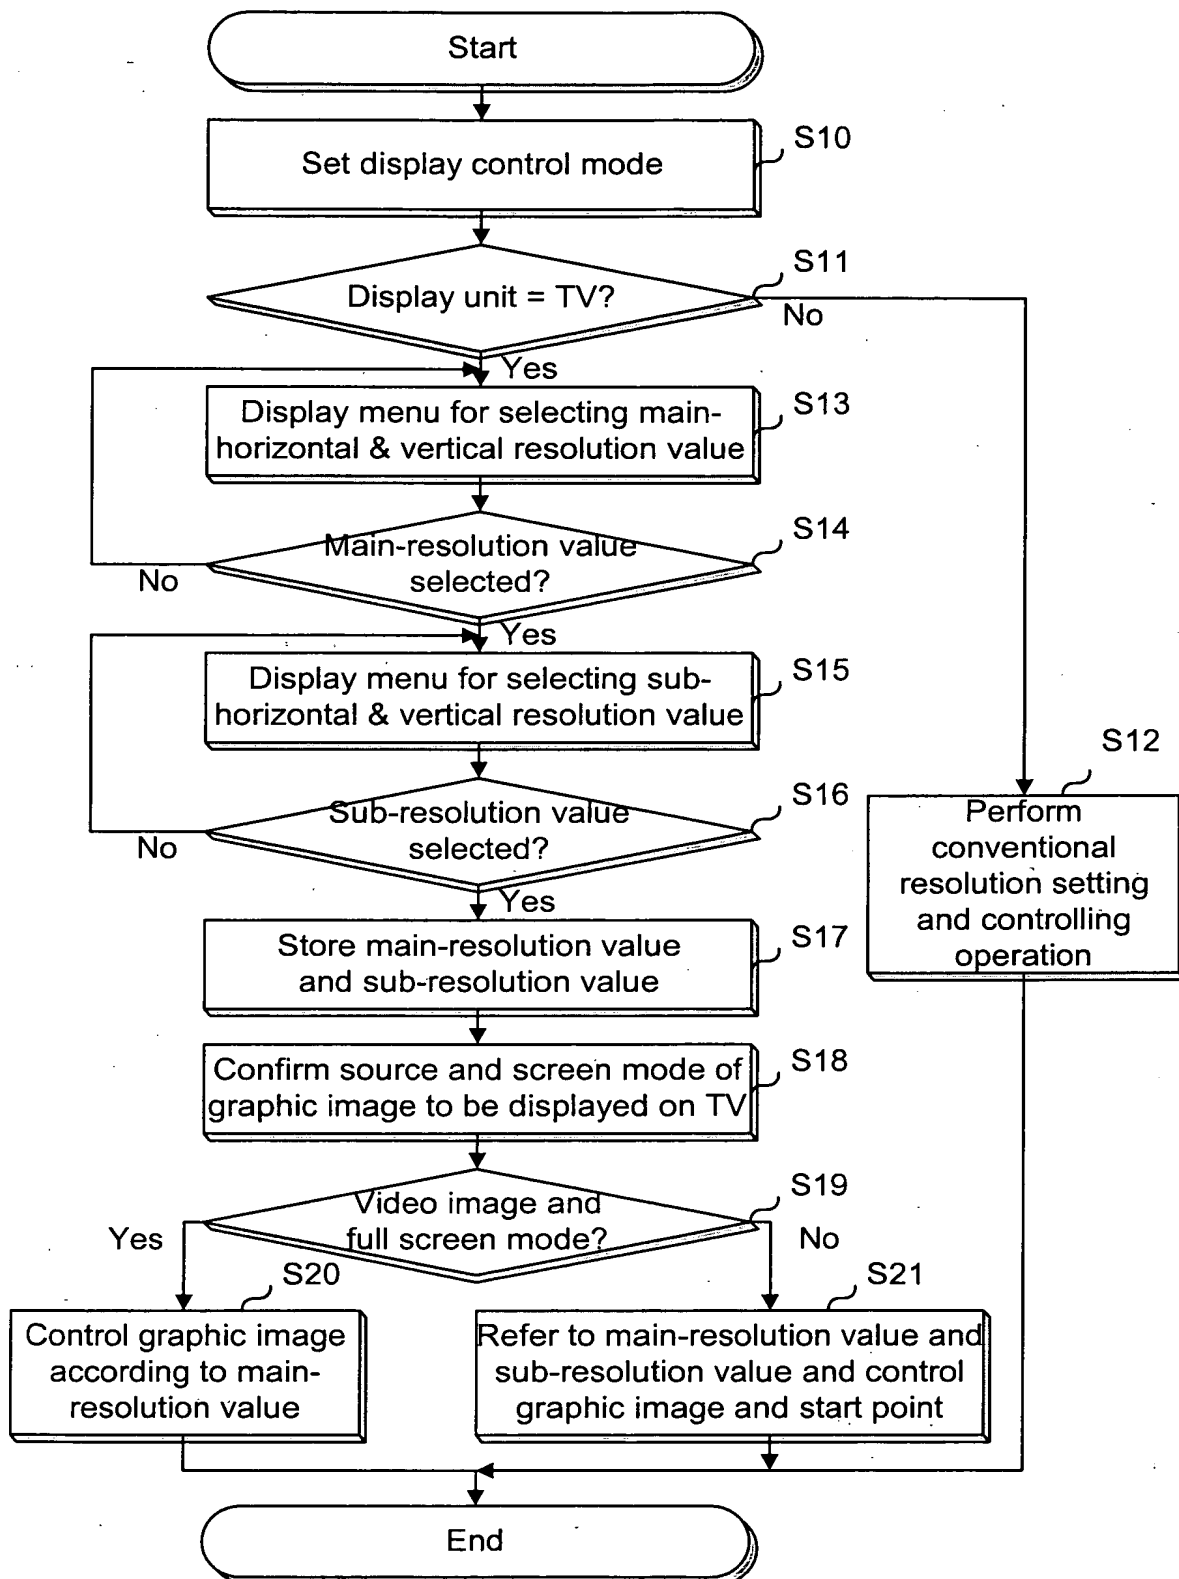 Start
S10
Set display control mode
S11
Display unit = TV?
No
Yes
S13
Display menu for selecting main-
horizontal & vertical resolution value
S14
Main-resolution value
selected?
No
Yes
S15
Display menu for selecting sub-
horizontal & vertical resolution value
S12
Perform
conventional
resolution setting
and controlling
operation
S16
Sub-resolution value
selected?
No
Yes
S17
Store main-resolution value
and sub-resolution value
S18
Confirm source and screen mode of
graphic image to be displayed on TV
S19
Video image and
full screen mode?
Yes
No
S20
Control graphic image
according to main-
resolution value
S21
Refer to main-resolution value and
sub-resolution value and control
graphic image and start point
End